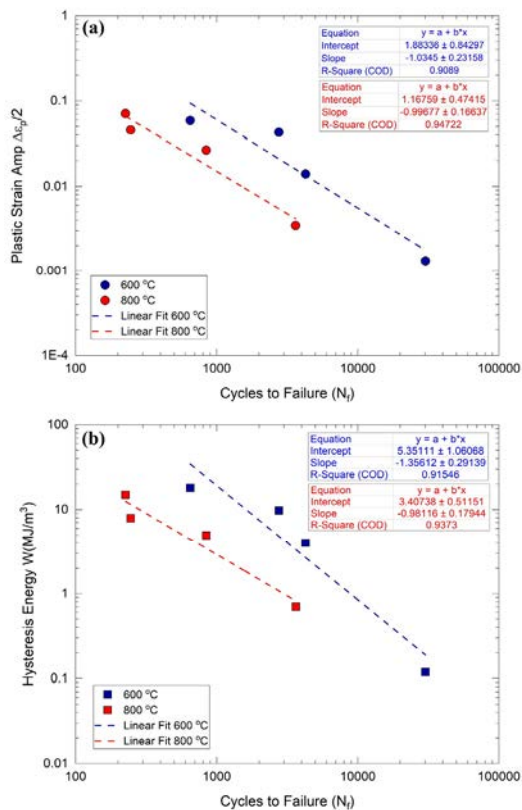 (a)
Equation y = a + b*x
Intercept 1.88336 ± 0.84297
Slope -1.0345 ± 0.23158
R-Square (COD) 0.9089
Equation y = a + b*x
Intercept 1.16759 ± 0.47415
Slope -0.99677 ± 0.16637
R-Square (COD) 0.94722
Plastic Strain Amp Δεp/2
1
0.1
0.01
0.001
1E-4
600 °C
800 °C
Linear Fit 600 °C
Linear Fit 800 °C
100 1000 10000 100000
Cycles to Failure (Nf)
(b)
Equation y = a + b*x
Intercept 5.35111 ± 1.06068
Slope -1.35612 ± 0.29139
R-Square (COD) 0.91546
Equation y = a + b*x
Intercept 3.40738 ± 0.51151
Slope -0.98116 ± 0.17944
R-Square (COD) 0.9373
Hysteresis Energy W(MJ/m³)
100
10
1
0.1
0.01
600 °C
800 °C
Linear Fit 600 °C
Linear Fit 800 °C
100 1000 10000 100000
Cycles to Failure (Nf)